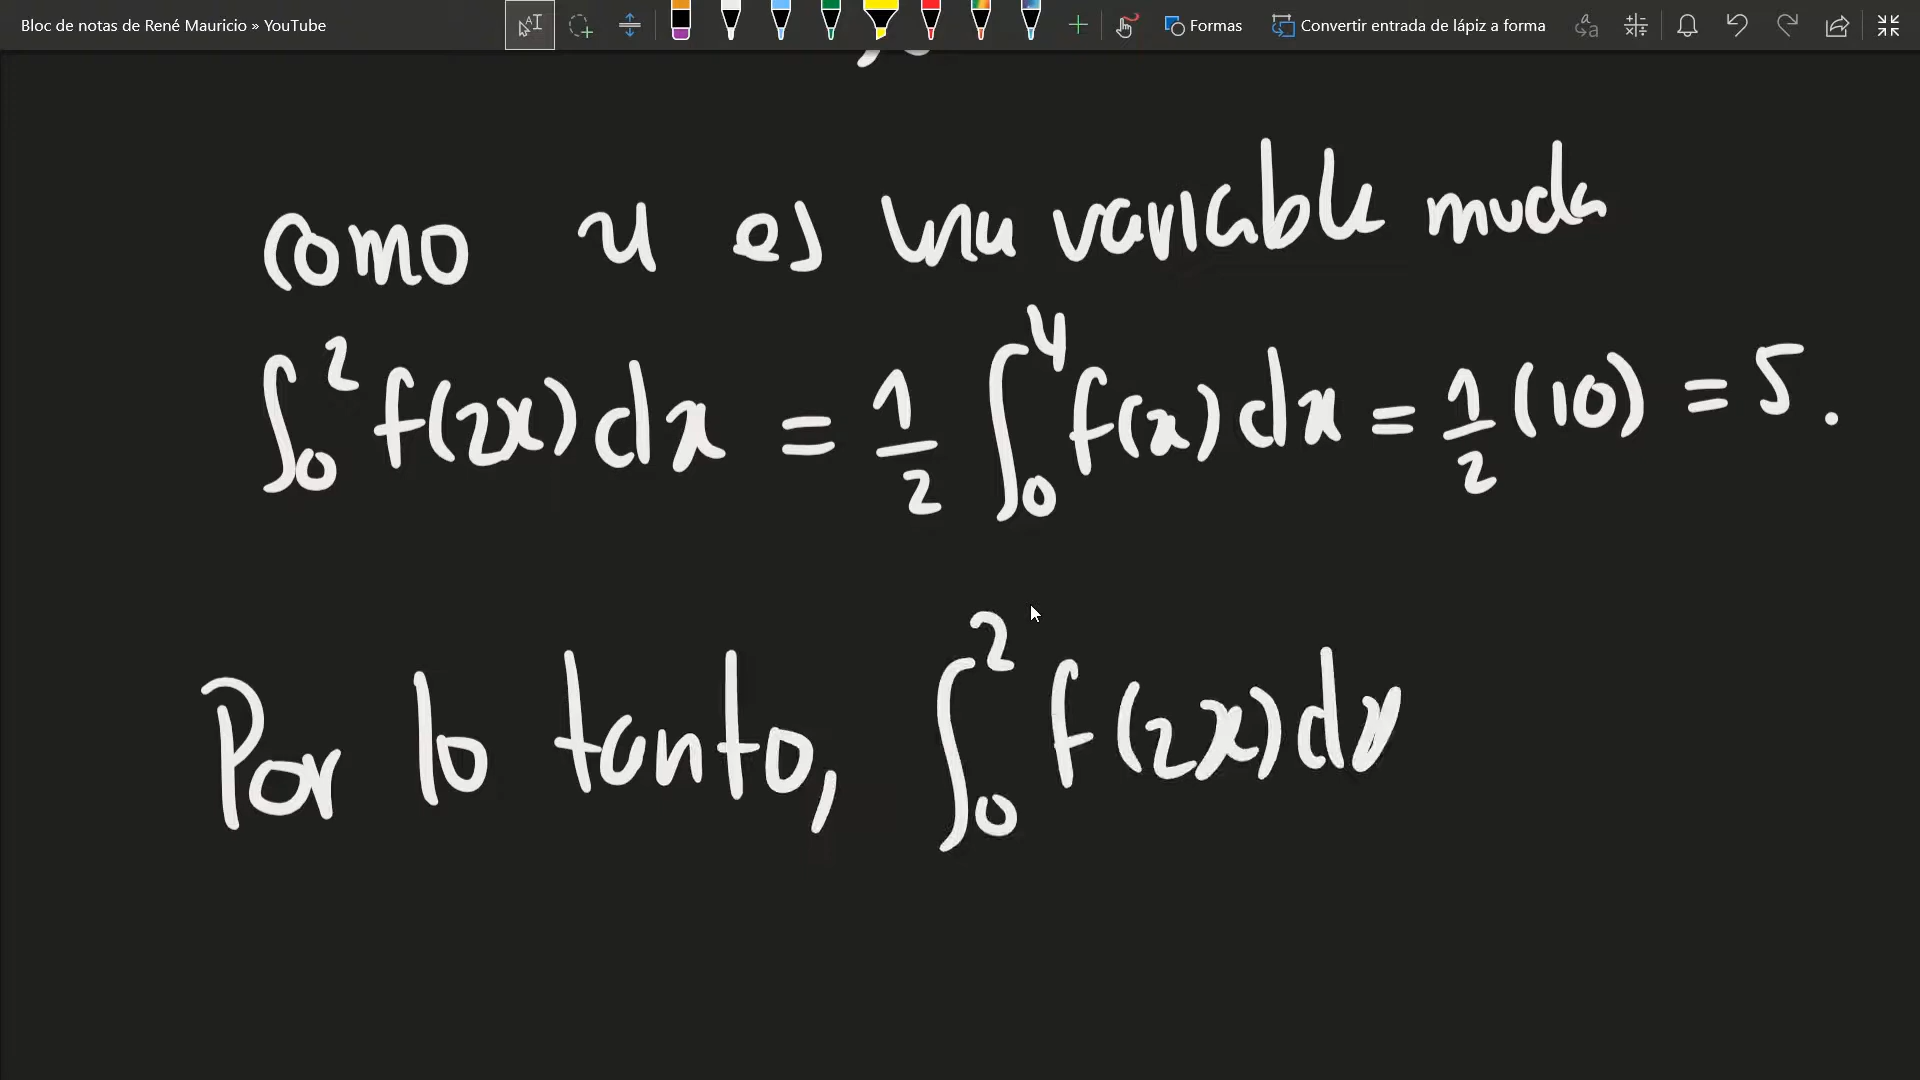 Bloc de notas de René Mauricio » YouTube
Formas
Convertir entrada de lápiz a forma
como u es una variable muda
∫₀² f(2x) dx = 1/2 ∫₀⁴ f(x) dx = 1/2 (10) = 5.
Por lo tanto, ∫₀² f(2x) dx